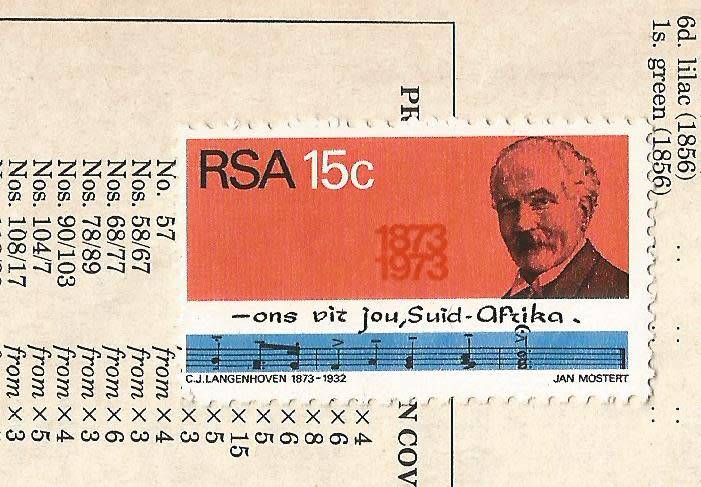 RSA 15c
1873
1973
—ons vir jou, Suid-Afrika.
C.J. LANGENHOVEN 1873-1932 JAN MOSTERT
6d. lilac (1856) ..
1s. green (1856) .. ..
PR
N COV
× 4
× 6
× 8
× 6
× 5
× 15
× 5
× 3
No. 57 from × 4
Nos. 58/67 from × 3
Nos. 68/77 from × 6
Nos. 78/89 from × 3
Nos. 90/103 from × 4
Nos. 104/7 from × 5
Nos. 108/17 from × 3